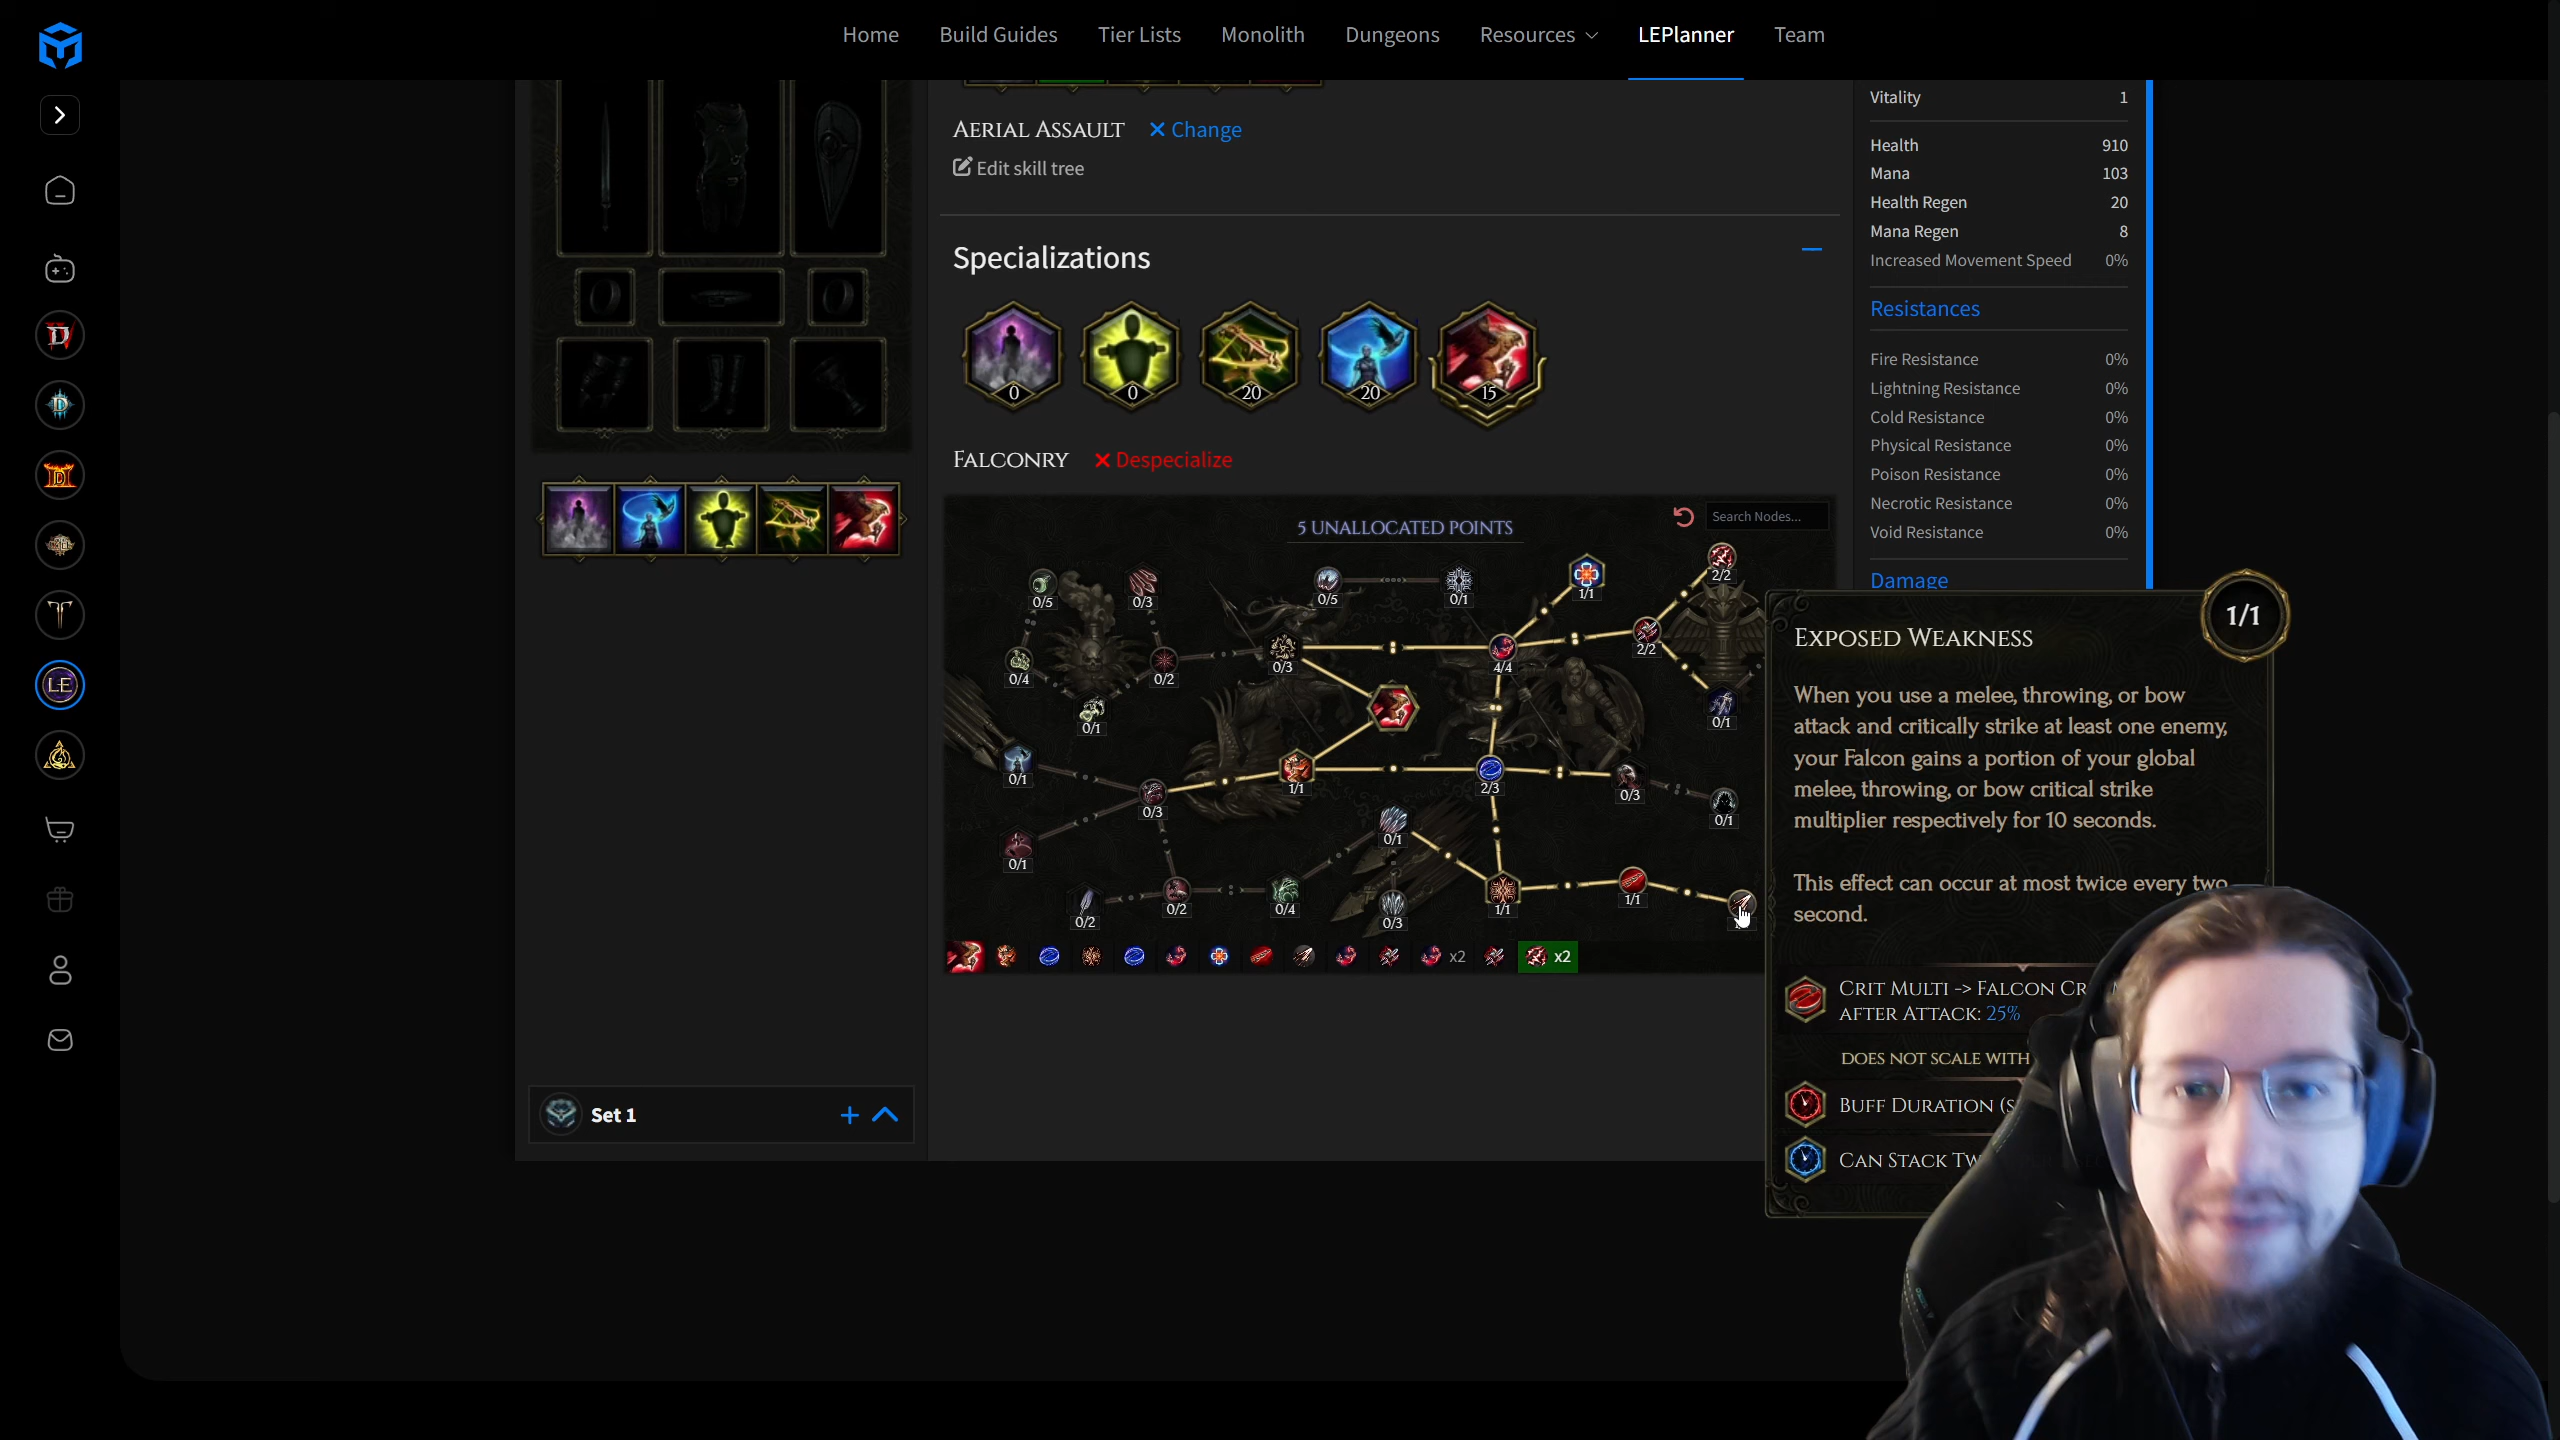 Home Build Guides Tier Lists Monolith Dungeons Resources LEPlanner Team
AERIAL ASSAULT Change
Edit skill tree
Specializations
0 0 20 20 15
FALCONRY Despecialize
5 UNALLOCATED POINTS
Search Nodes...
2/2
1/1
0/5
0/3
0/5
0/1
2/2
4/4
0/3
0/4
0/2
0/1
0/1
0/1
1/1
2/3
0/3
0/3
0/1
0/1
0/1
0/2
0/2
0/4
0/3
1/1
1/1
x2
x2
Set 1
Vitality 1
Health 910
Mana 103
Health Regen 20
Mana Regen 8
Increased Movement Speed 0%
Resistances
Fire Resistance 0%
Lightning Resistance 0%
Cold Resistance 0%
Physical Resistance 0%
Poison Resistance 0%
Necrotic Resistance 0%
Void Resistance 0%
Damage
1/1
EXPOSED WEAKNESS
When you use a melee, throwing, or bow
attack and critically strike at least one enemy,
your Falcon gains a portion of your global
melee, throwing, or bow critical strike
multiplier respectively for 10 seconds.
This effect can occur at most twice every two
second.
CRIT MULTI -> FALCON
AFTER ATTACK: 25%
DOES NOT SCALE WITH
BUFF DURATION
CAN STACK
LE